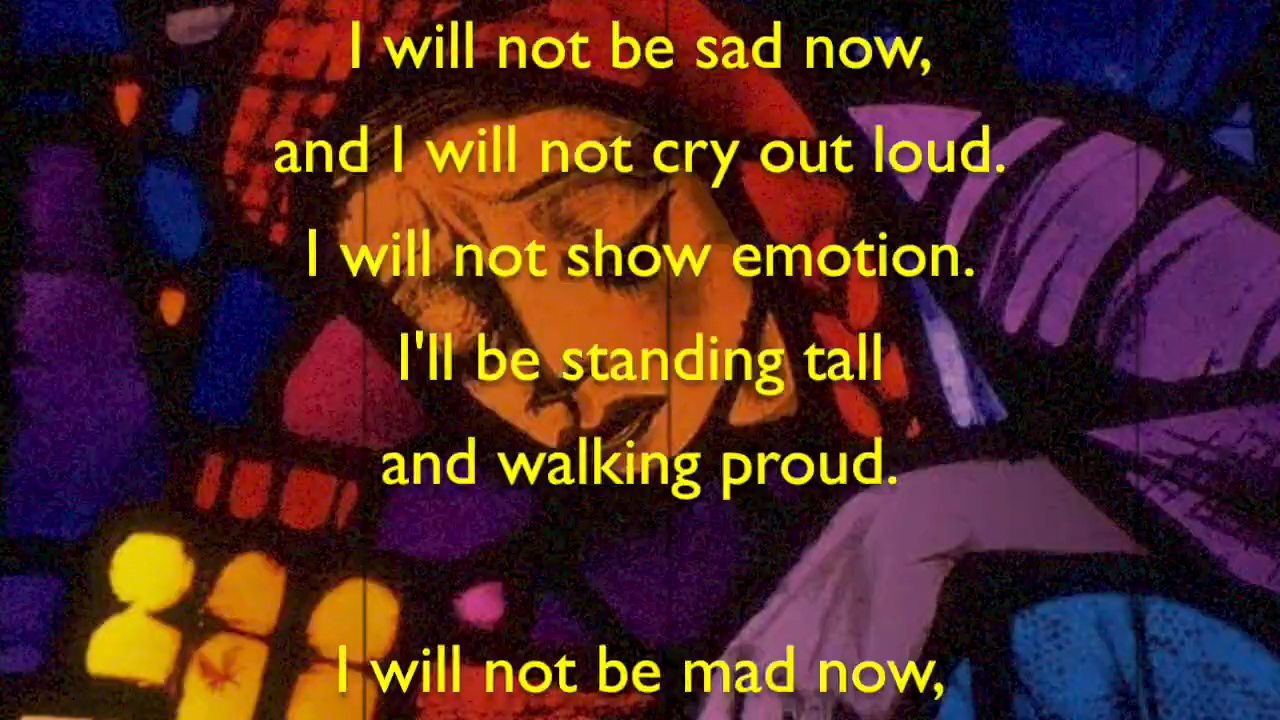 I will not be sad now,
and I will not cry out loud.
I will not show emotion.
I'll be standing tall
and walking proud.
I will not be mad now,